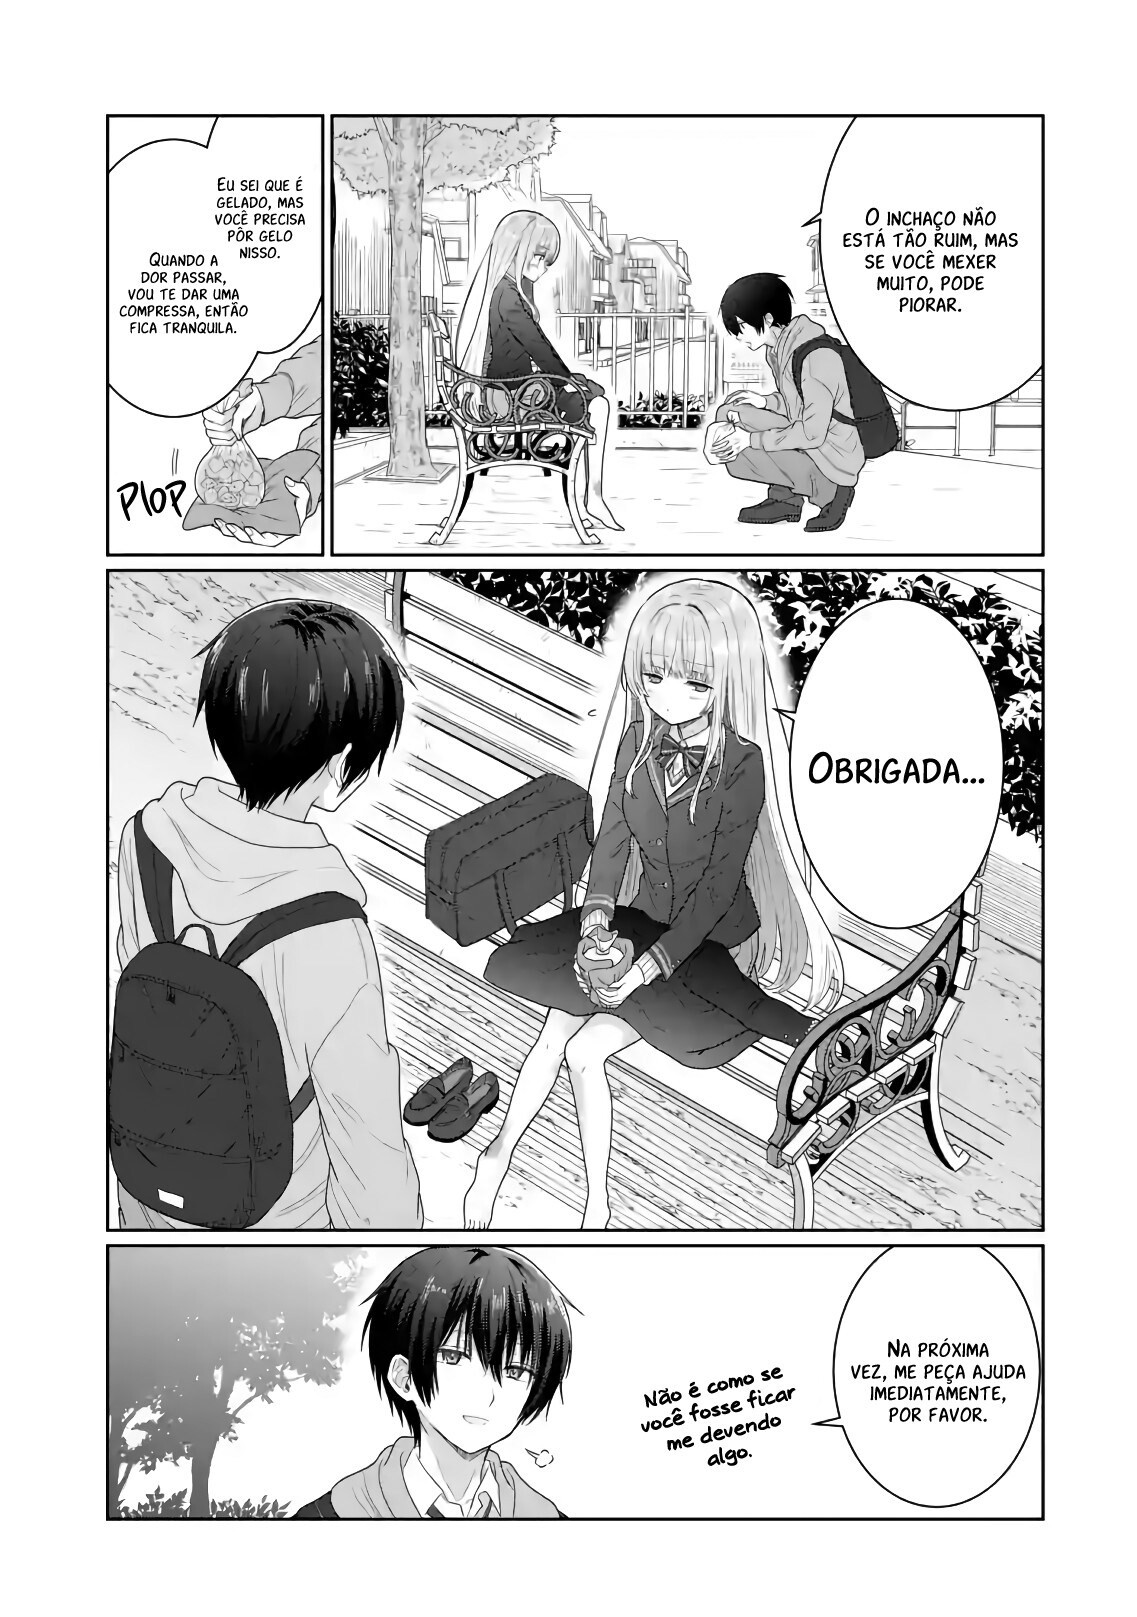 O INCHAÇO NÃO
ESTÁ TÃO RUIM, MAS
SE VOCÊ MEXER
MUITO, PODE
PIORAR.
EU SEI QUE É
GELADO, MAS
VOCÊ PRECISA
PÔR GELO
NISSO.
QUANDO A
DOR PASSAR,
VOU TE DAR UMA
COMPRESSA, ENTÃO
FICA TRANQUILA.
PLOP
OBRIGADA...
NA PRÓXIMA
VEZ, ME PEÇA AJUDA
IMEDIATAMENTE,
POR FAVOR.
Não é como se
você fosse ficar
me devendo
algo.